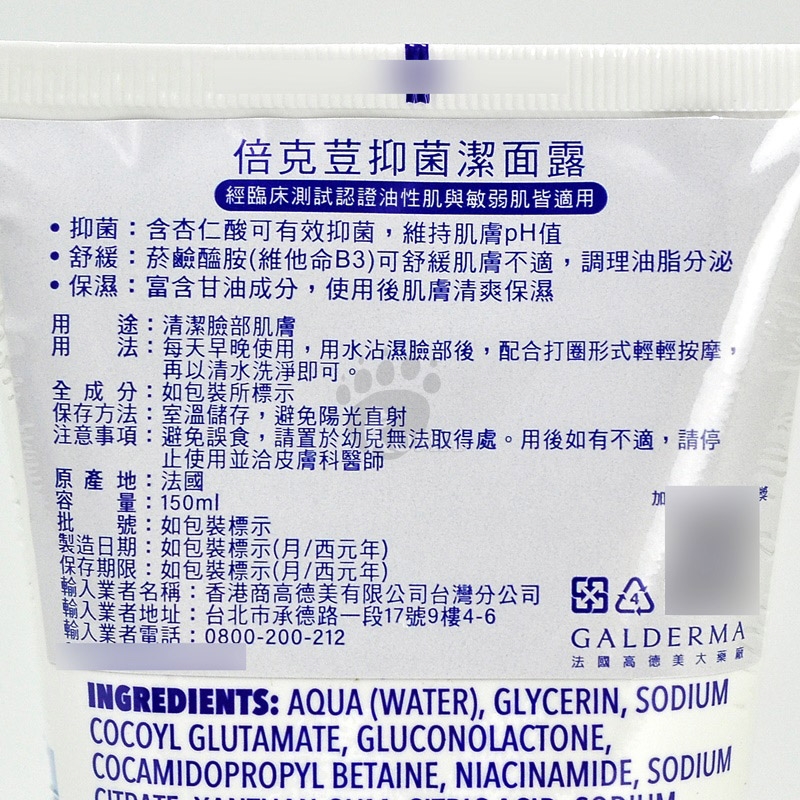 倍克荳抑菌潔面露
經臨床測試認證油性肌與敏弱肌皆適用
• 抑菌：含杏仁酸可有效抑菌，維持肌膚pH值
• 舒緩：菸鹼醯胺(維他命B3)可舒緩肌膚不適，調理油脂分泌
• 保濕：富含甘油成分，使用後肌膚清爽保濕
用途：清潔臉部肌膚
用法：每天早晚使用，用水沾濕臉部後，配合打圈形式輕輕按摩，
再以清水洗淨即可。
全成分：如包裝所標示
保存方法：室溫儲存，避免陽光直射
注意事項：避免誤食，請置於幼兒無法取得處。用後如有不適，請停
止使用並洽皮膚科醫師
原產地：法國
容量：150ml
批號：如包裝標示
製造日期：如包裝標示(月/西元年)
保存期限：如包裝標示(月/西元年)
輸入業者名稱：香港商高德美有限公司台灣分公司
輸入業者地址：台北市承德路一段17號9樓4-6
輸入業者電話：0800-200-212
加
獎
4
GALDERMA
法國高德美大藥廠
INGREDIENTS: AQUA (WATER), GLYCERIN, SODIUM
COCOYL GLUTAMATE, GLUCONOLACTONE,
COCAMIDOPROPYL BETAINE, NIACINAMIDE, SODIUM
CITRATE, XANTHAN GUM, CITRIC ACID, SODIUM